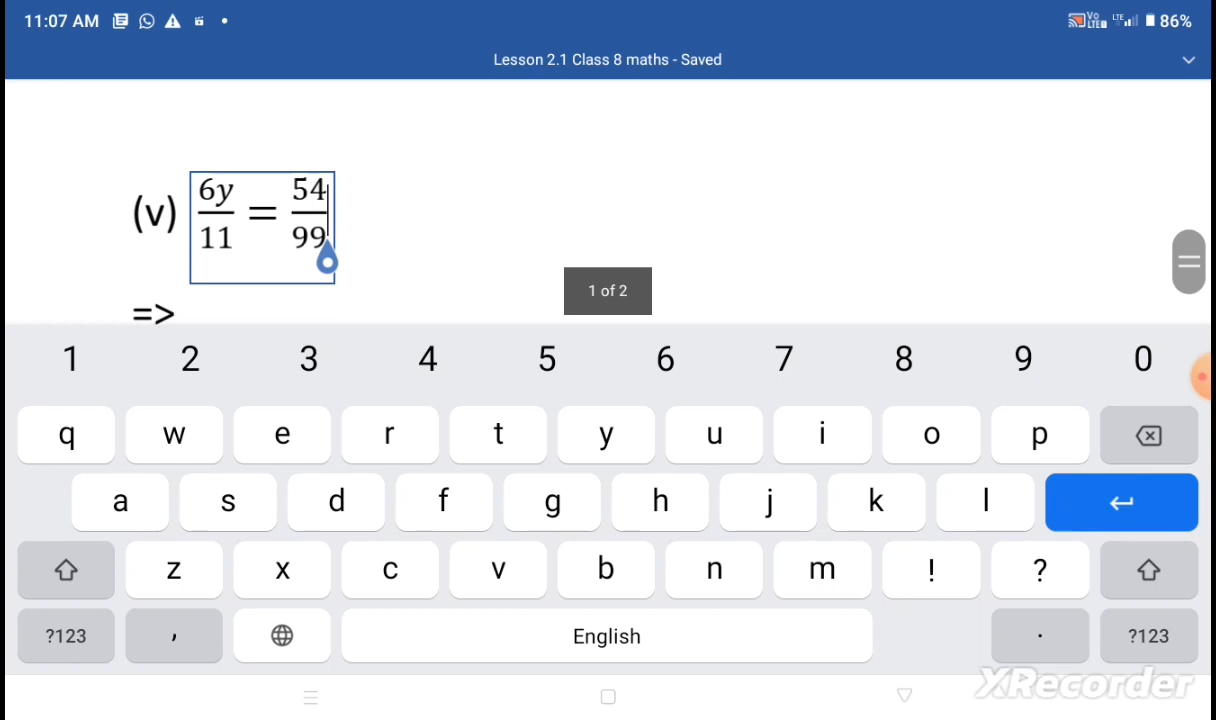 11:07 AM 86%
Lesson 2.1 Class 8 maths - Saved
(v) 6y/11 = 54/99
1 of 2
=>
1 2 3 4 5 6 7 8 9 0
q w e r t y u i o p
a s d f g h j k l
z x c v b n m ! ?
?123 , English . ?123
XRecorder